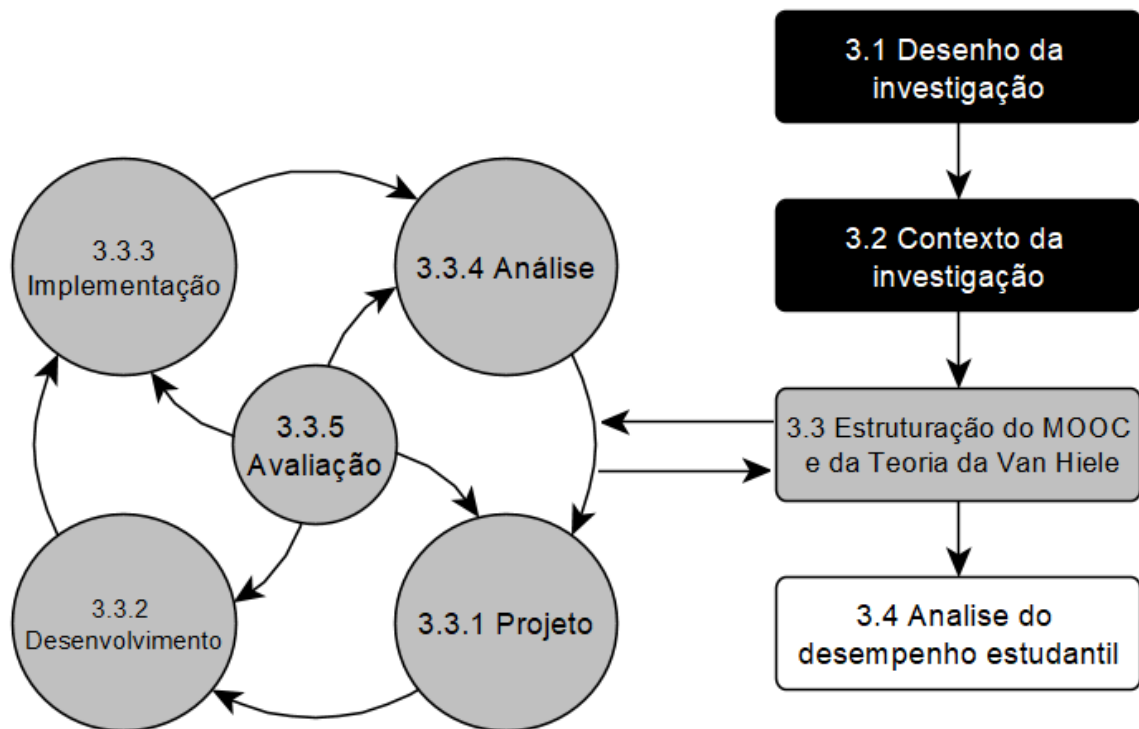 3.1 Desenho da
investigação
3.2 Contexto da
investigação
3.3 Estruturação do MOOC
e da Teoria da Van Hiele
3.4 Analise do
desempenho estudantil
3.3.3
Implementação
3.3.4 Análise
3.3.5
Avaliação
3.3.2
Desenvolvimento
3.3.1 Projeto